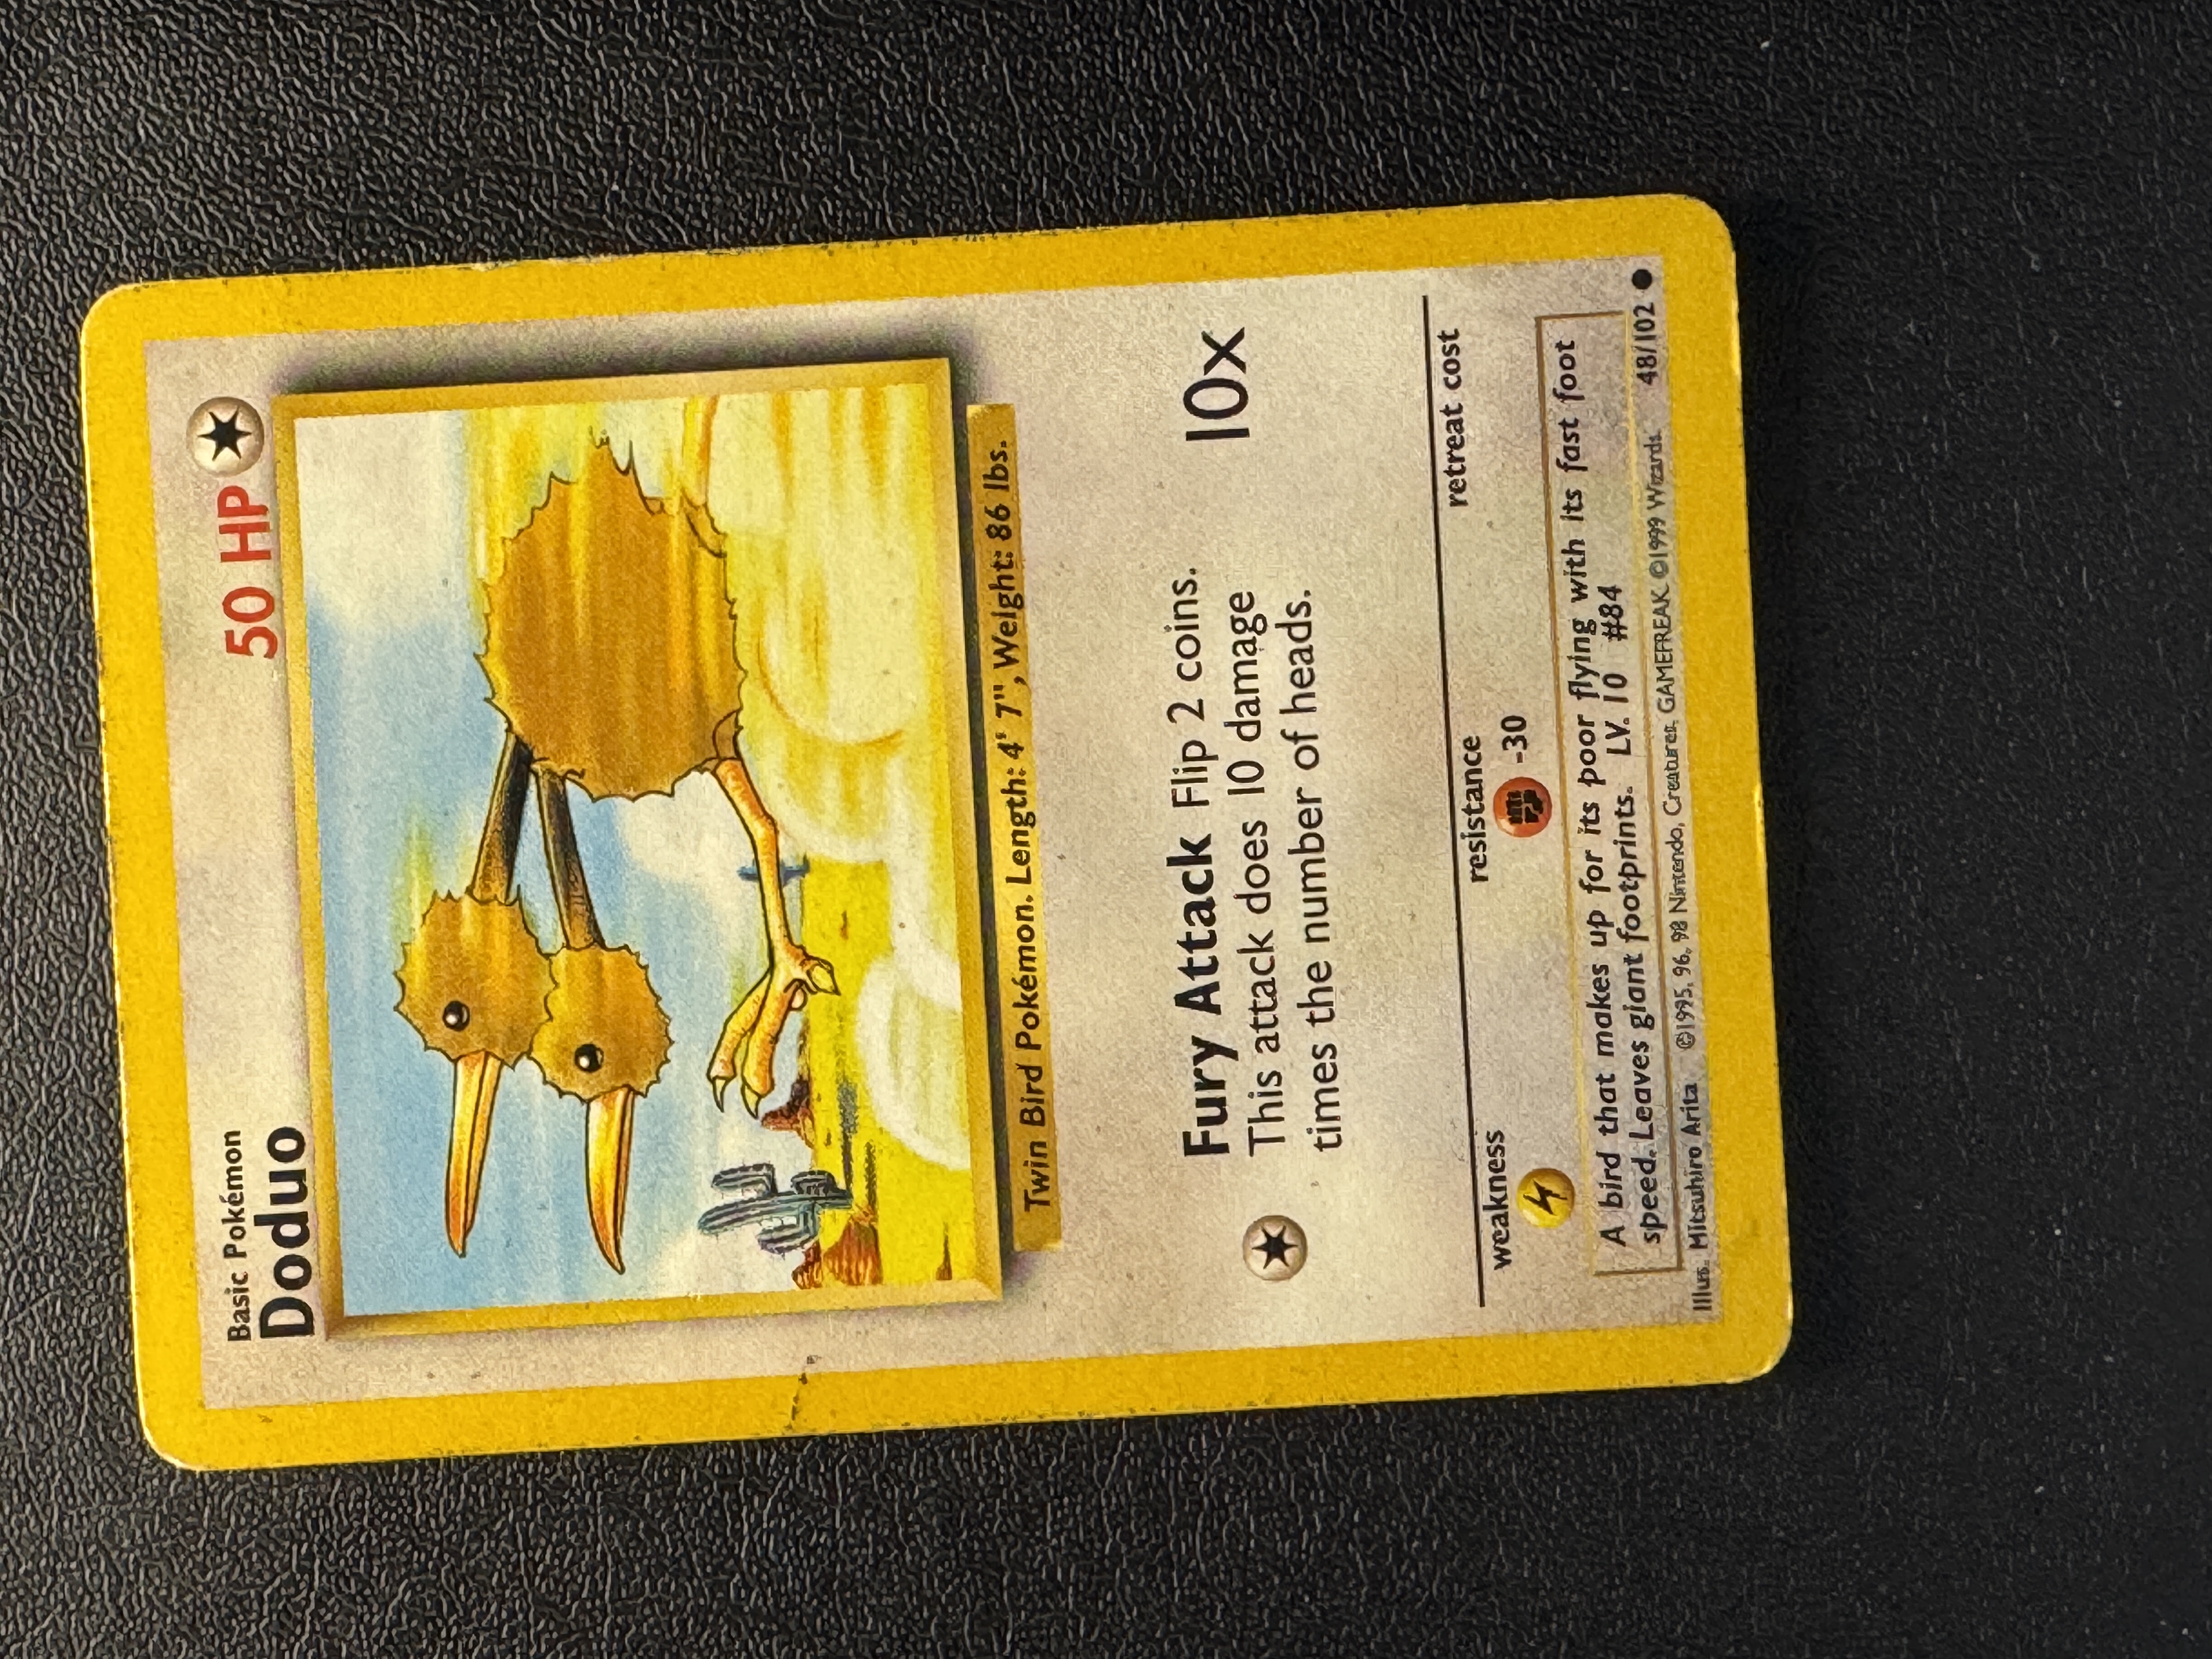 Basic Pokémon
Doduo
50 HP
Twin Bird Pokémon. Length: 4' 7", Weight: 86 lbs.
Fury Attack Flip 2 coins.
This attack does 10 damage
times the number of heads.
10x
weakness
resistance
retreat cost
-30
A bird that makes up for its poor flying with its fast foot
speed. Leaves giant footprints. LV. 10 #84
Illus. Mitsuhiro Arita ©1995, 96, 98 Nintendo, Creatures, GAMEFREAK. ©1999 Wizards. 48/102